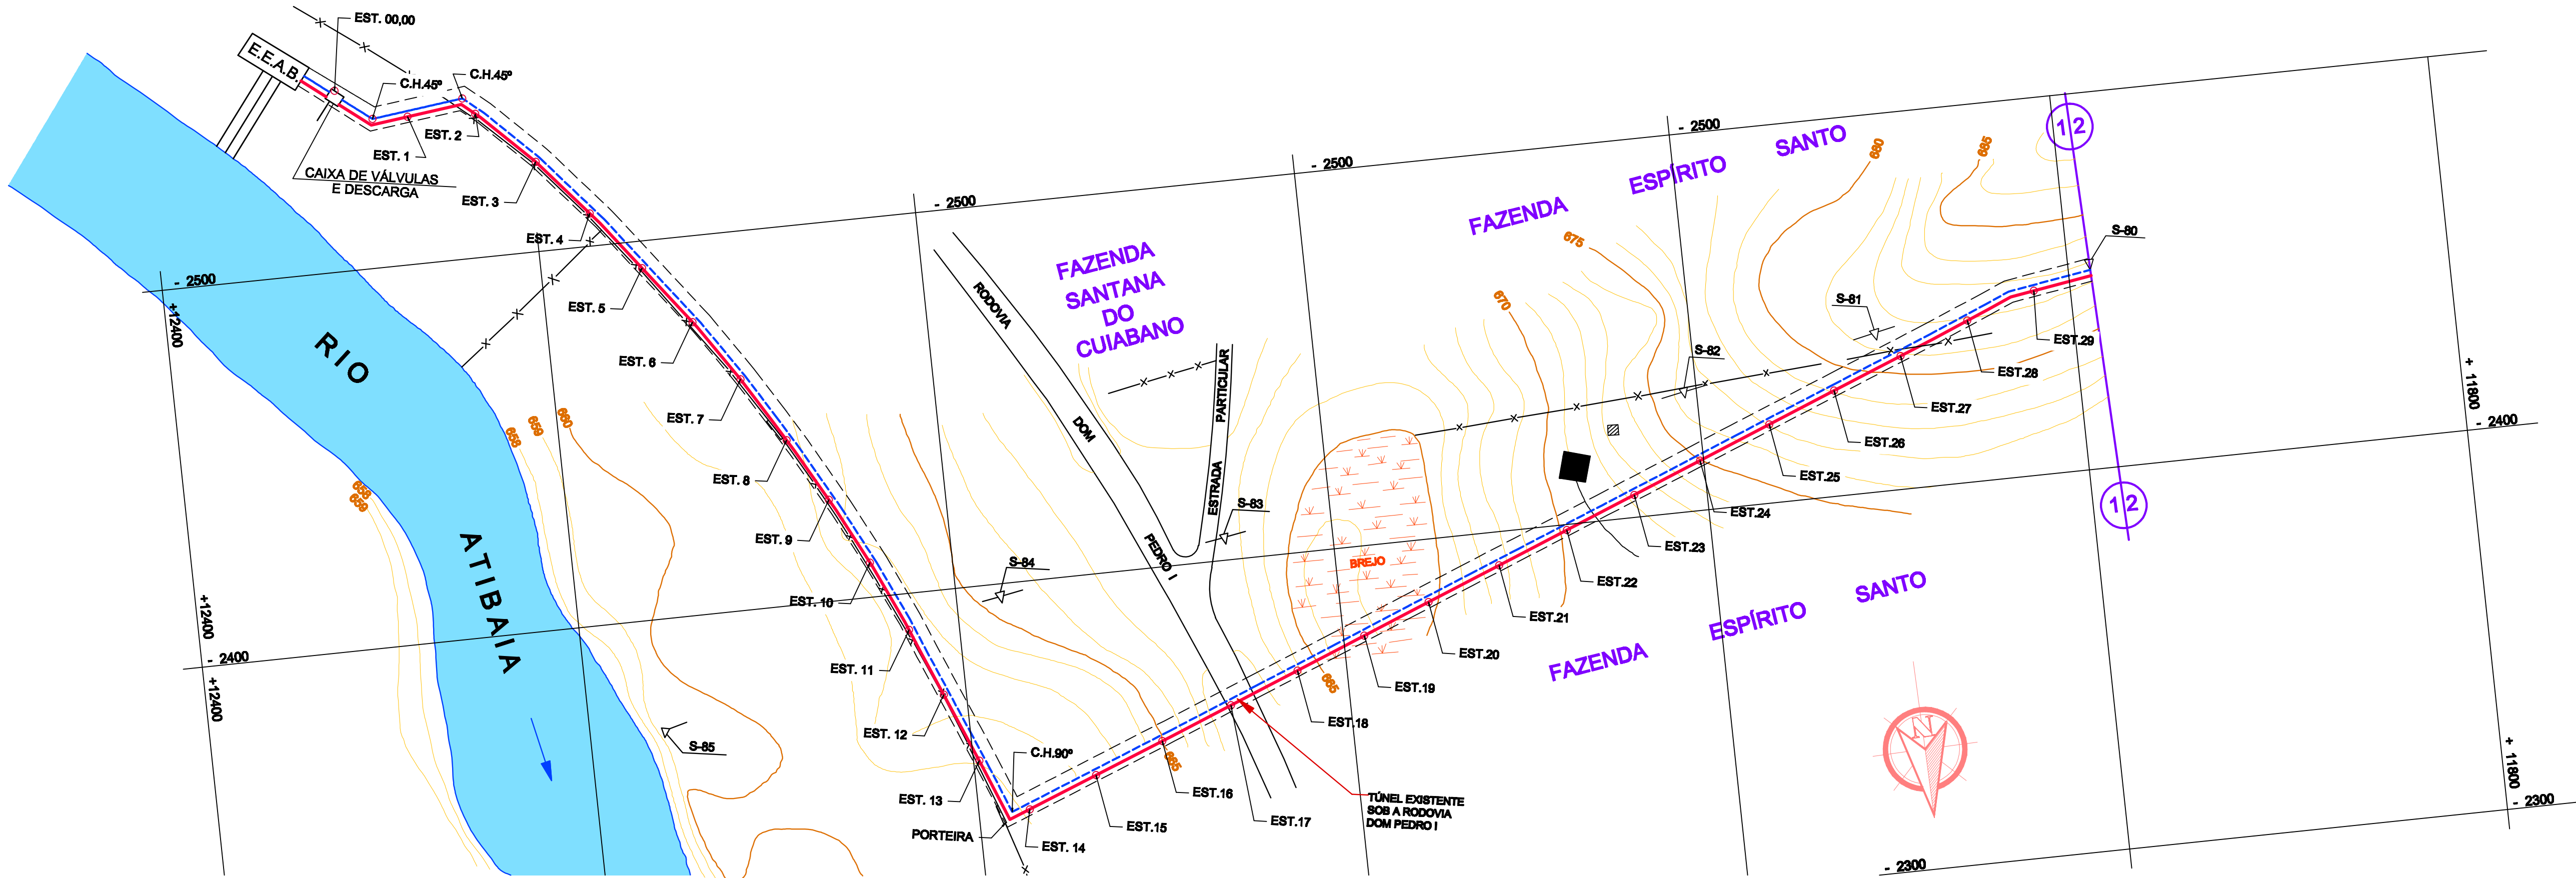 EST. 00,00
E.E.A.B.
C.H.45º
C.H.45º
EST. 1
EST. 2
CAIXA DE VÁLVULAS
E DESCARGA
EST. 3
EST. 4
EST. 5
EST. 6
EST. 7
EST. 8
EST. 9
EST. 10
EST. 11
EST. 12
EST. 13
PORTEIRA
C.H.90º
EST. 14
EST.15
EST.16
EST.17
EST.18
EST.19
EST.20
EST.21
EST.22
EST.23
EST.24
EST.25
EST.26
EST.27
EST.28
EST.29
- 2500
- 2500
- 2500
- 2500
+12400
+12400
+12400
- 2400
- 2400
- 2300
- 2300
+ 11800
+ 11800
RIO
ATIBAIA
658
659
660
658
659
S-85
S-84
S-83
S-82
S-81
S-80
RODOVIA
DOM
PEDRO I
ESTRADA PARTICULAR
FAZENDA
SANTANA
DO
CUIABANO
FAZENDA ESPÍRITO SANTO
FAZENDA ESPÍRITO SANTO
BREJO
665
665
670
675
680
685
12
12
TÚNEL EXISTENTE
SOB A RODOVIA
DOM PEDRO I
N